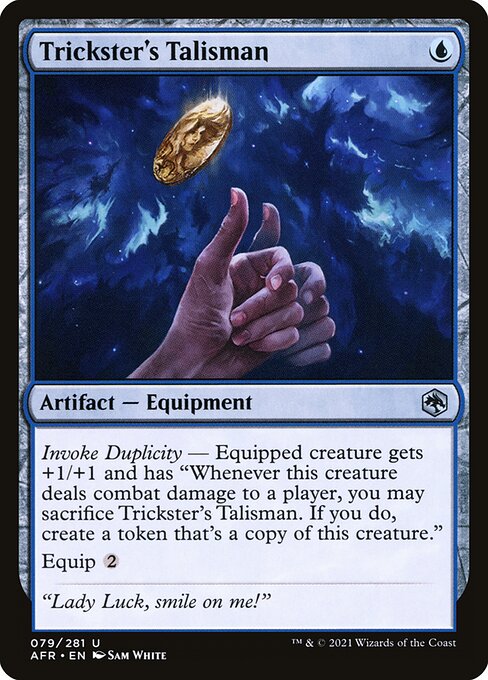 Trickster's Talisman
Artifact — Equipment
Invoke Duplicity — Equipped creature gets
+1/+1 and has “Whenever this creature
deals combat damage to a player, you may
sacrifice Trickster's Talisman. If you do,
create a token that's a copy of this creature.”
Equip 2
“Lady Luck, smile on me!”
079/281 U
™ & © 2021 Wizards of the Coast
AFR • EN Sam White